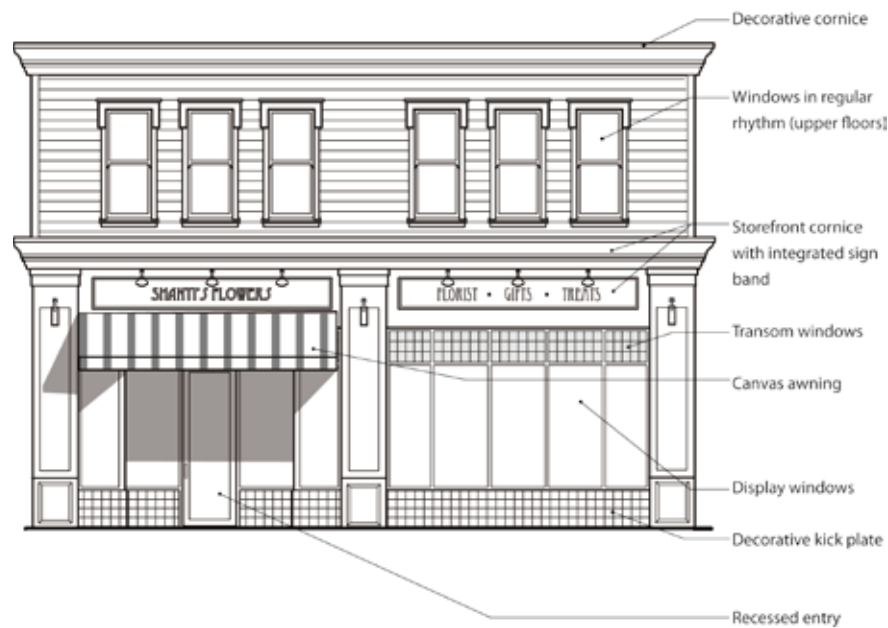 Decorative cornice
Windows in regular
rhythm (upper floors)
Storefront cornice
with integrated sign
band
SHANTI'S FLOWERS
FLORIST • GIFTS • TREATS
Transom windows
Canvas awning
Display windows
Decorative kick plate
Recessed entry